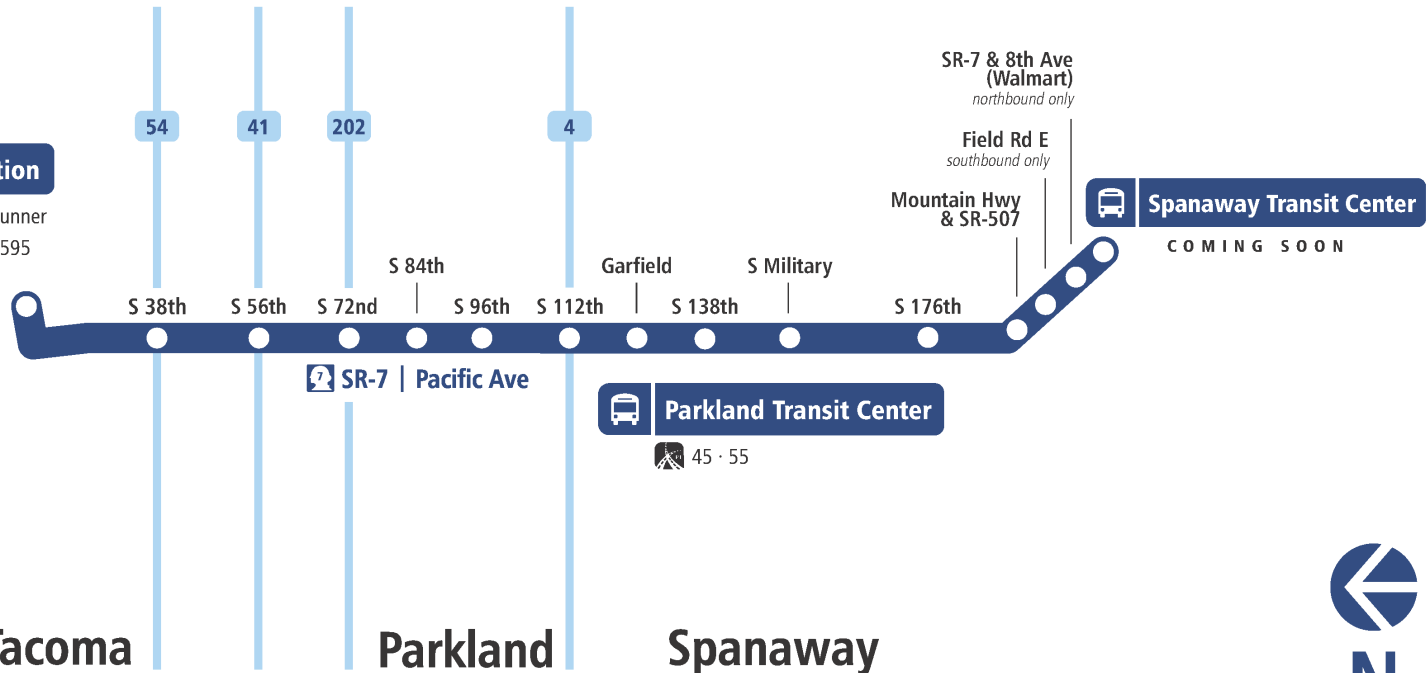 SR-7 & 8th Ave
(Walmart)
northbound only
54
41
202
4
Field Rd E
southbound only
tion
Mountain Hwy
& SR-507
Spanaway Transit Center
unner
COMING SOON
595
S 84th
Garfield
S Military
S 38th
S 56th
S 72nd
S 96th
S 112th
S 138th
S 176th
7
SR-7 | Pacific Ave
Parkland Transit Center
45 · 55
Tacoma
Parkland
Spanaway
N